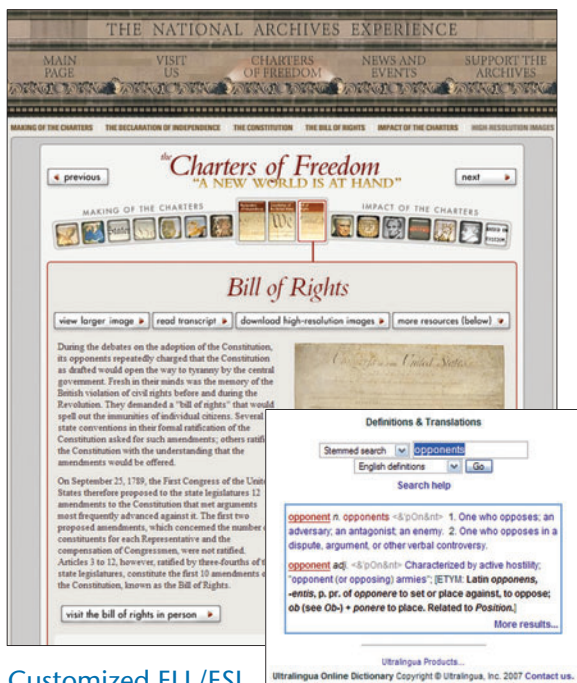 THE NATIONAL ARCHIVES EXPERIENCE
MAIN PAGE
VISIT US
CHARTERS OF FREEDOM
NEWS AND EVENTS
SUPPORT THE ARCHIVES
MAKING OF THE CHARTERS THE DECLARATION OF INDEPENDENCE THE CONSTITUTION THE BILL OF RIGHTS IMPACT OF THE CHARTERS HIGH-RESOLUTION IMAGES
previous
the Charters of Freedom
"A NEW WORLD IS AT HAND"
next
MAKING OF THE CHARTERS
IMPACT OF THE CHARTERS
Bill of Rights
view larger image
read transcript
download high-resolution images
more resources (below)
During the debates on the adoption of the Constitution,
its opponents repeatedly charged that the Constitution
as drafted would open the way to tyranny by the central
government. Fresh in their minds was the memory of the
British violation of civil rights before and during the
Revolution. They demanded a "bill of rights" that would
spell out the immunities of individual citizens. Several
state conventions in their formal ratification of the
Constitution asked for such amendments; others ratifi
the Constitution with the understanding that the
amendments would be offered.
On September 25, 1789, the First Congress of the Unite
States therefore proposed to the state legislatures 12
amendments to the Constitution that met arguments
most frequently advanced against it. The first two
proposed amendments, which concerned the number o
constituents for each Representative and the
compensation of Congressmen, were not ratified.
Articles 3 to 12, however, ratified by three-fourths of t
state legislatures, constitute the first 10 amendments o
the Constitution, known as the Bill of Rights.
visit the bill of rights in person
Definitions & Translations
Stemmed search opponents
English definitions Go
Search help
opponent n. opponents <&'pOn&nt> 1. One who opposes; an
adversary; an antagonist; an enemy. 2. One who opposes in a
dispute, argument, or other verbal controversy.
opponent adj. <&'pOn&nt> Characterized by active hostility;
"opponent (or opposing) armies"; [ETYM: Latin opponens,
-entis, p. pr. of opponere to set or place against, to oppose;
ob (see Ob-) + ponere to place. Related to Position.]
More results...
Ultralingua Products...
Ultralingua Online Dictionary Copyright © Ultralingua, Inc. 2007 Contact us.
Customized ELL/ESL